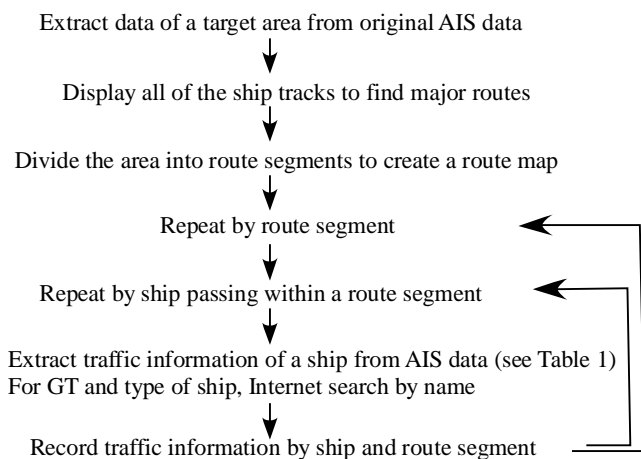 Extract data of a target area from original AIS data
Display all of the ship tracks to find major routes
Divide the area into route segments to create a route map
Repeat by route segment
Repeat by ship passing within a route segment
Extract traffic information of a ship from AIS data (see Table 1)
For GT and type of ship, Internet search by name
Record traffic information by ship and route segment